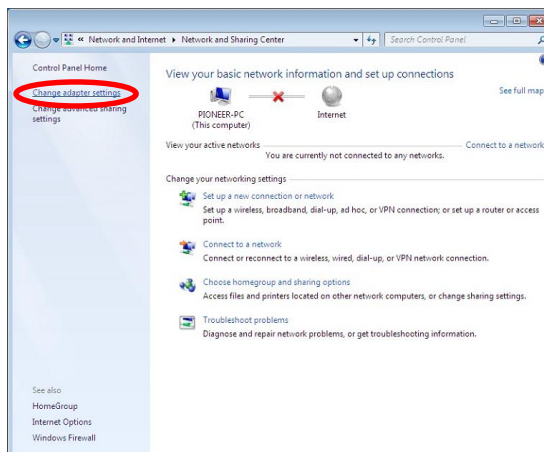 « Network and Internet ▸ Network and Sharing Center
Search Control Panel
Control Panel Home
Change adapter settings
Change advanced sharing
settings
View your basic network information and set up connections
See full map
PIONEER-PC
(This computer)
Internet
View your active networks
Connect to a network
You are currently not connected to any networks.
Change your networking settings
Set up a new connection or network
Set up a wireless, broadband, dial-up, ad hoc, or VPN connection; or set up a router or access
point.
Connect to a network
Connect or reconnect to a wireless, wired, dial-up, or VPN network connection.
Choose homegroup and sharing options
Access files and printers located on other network computers, or change sharing settings.
Troubleshoot problems
Diagnose and repair network problems, or get troubleshooting information.
See also
HomeGroup
Internet Options
Windows Firewall